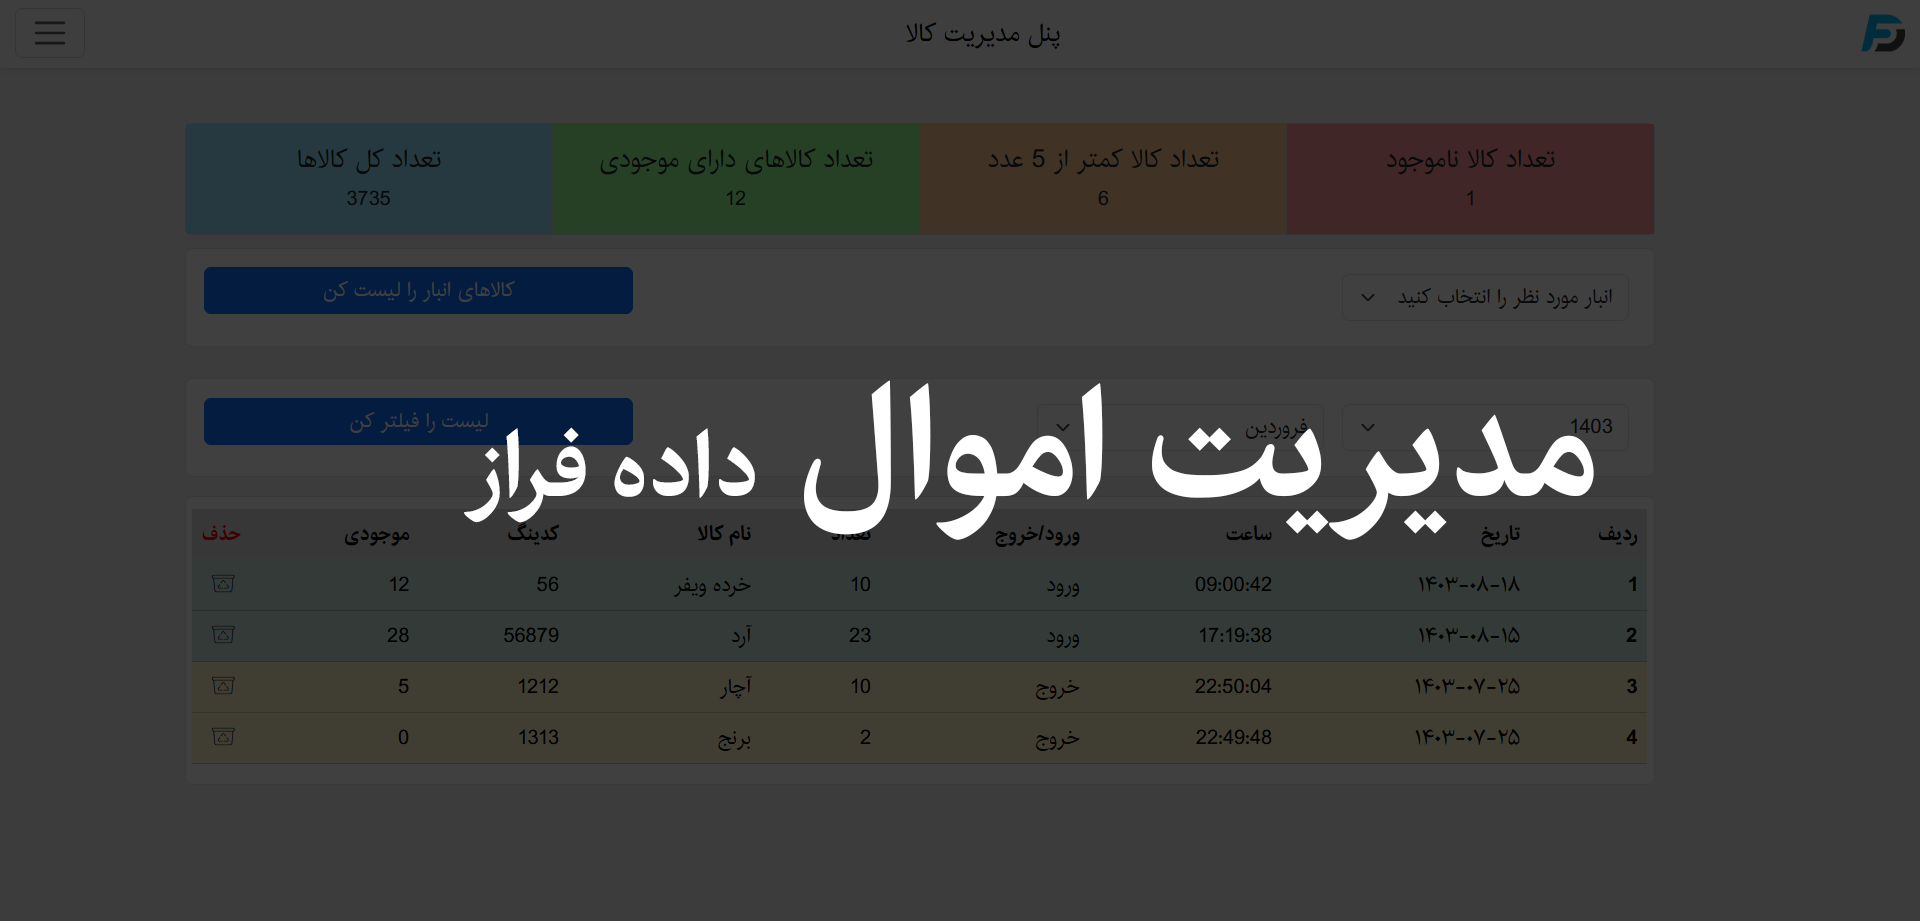 پنل مدیریت کالا
تعداد کالا ناموجود تعداد کالا کمتر از 5 عدد تعداد کالاهای دارای موجودی تعداد کل کالاها
1 6 12 3735
انبار مورد نظر را انتخاب کنید کالاهای انبار را لیست کن
1403 فروردین لیست را فیلتر کن
مدیریت اموال داده فراز
ردیف تاریخ ساعت ورود/خروج تعداد نام کالا کدینگ موجودی حذف
1 ۱۴۰۳-۰۸-۱۸ 09:00:42 ورود 10 خرده ویفر 56 12
2 ۱۴۰۳-۰۸-۱۵ 17:19:38 ورود 23 آرد 56879 28
3 ۱۴۰۳-۰۷-۲۵ 22:50:04 خروج 10 آچار 1212 5
4 ۱۴۰۳-۰۷-۲۵ 22:49:48 خروج 2 برنج 1313 0